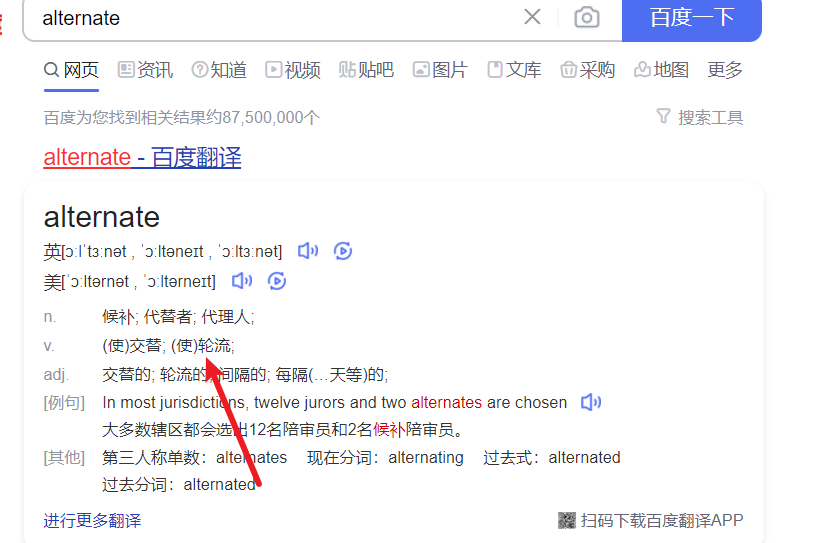 alternate
百度一下
网页 资讯 知道 视频 贴吧 图片 文库 采购 地图 更多
百度为您找到相关结果约87,500,000个 搜索工具
alternate - 百度翻译
alternate
英[ɔːlˈtɜːnət , ˈɔːltəneɪt , ˈɔːltɜːnət]
美[ˈɔːltərnət , ˈɔːltərneɪt]
n. 候补; 代替者; 代理人;
v. (使)交替; (使)轮流;
adj. 交替的; 轮流的; 间隔的; 每隔(…天等)的;
[例句] In most jurisdictions, twelve jurors and two alternates are chosen
大多数辖区都会选出12名陪审员和2名候补陪审员。
[其他] 第三人称单数：alternates 现在分词：alternating 过去式：alternated
过去分词：alternated
进行更多翻译 扫码下载百度翻译APP